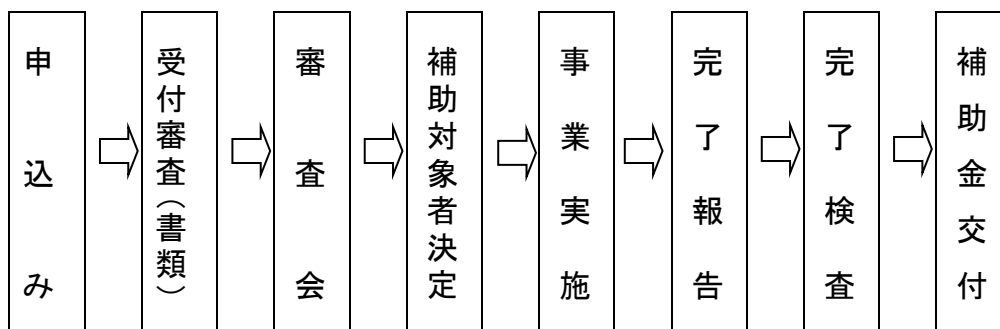 申込み
受付審査(書類)
審査会
補助対象者決定
事業実施
完了報告
完了検査
補助金交付